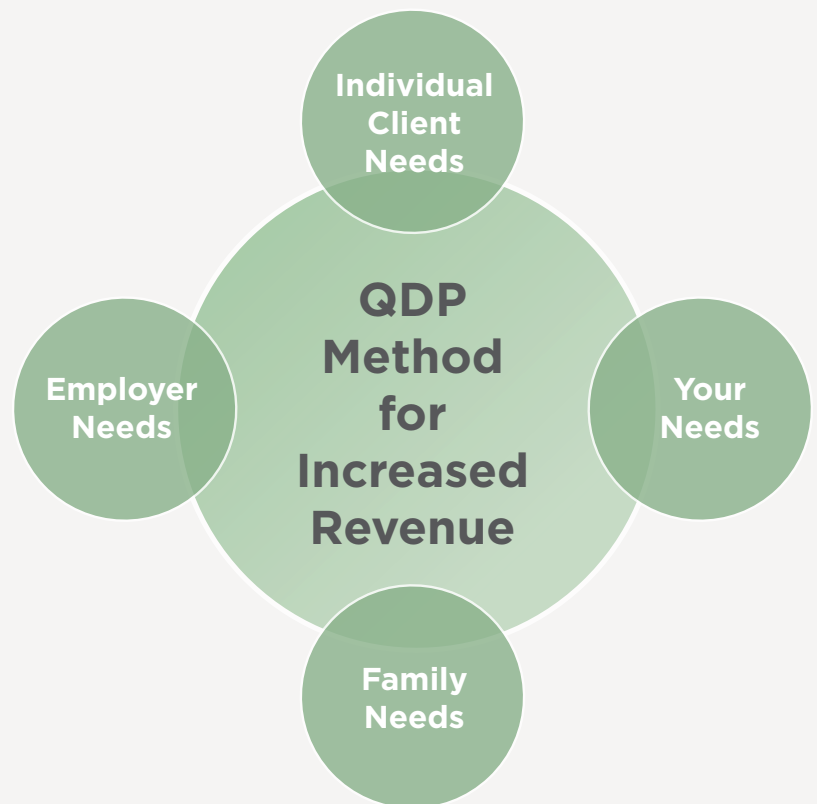 Individual
Client
Needs
QDP
Method
for
Increased
Revenue
Employer
Needs
Your
Needs
Family
Needs